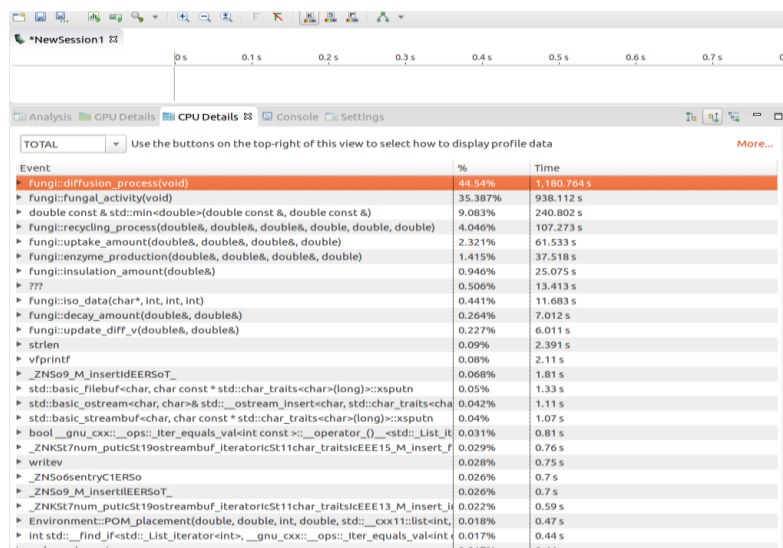 *NewSession1
0 s 0.1 s 0.2 s 0.3 s 0.4 s 0.5 s 0.6 s 0.7 s
Analysis GPU Details CPU Details Console Settings
TOTAL Use the buttons on the top-right of this view to select how to display profile data More...
Event % Time
fungi::diffusion_process(void) 44.54% 1,180.764 s
fungi::fungal_activity(void) 35.387% 938.112 s
double const & std::min<double>(double const &, double const &) 9.083% 240.802 s
fungi::recycling_process(double&, double&, double&, double, double, double) 4.046% 107.273 s
fungi::uptake_amount(double&, double&, double&, double) 2.321% 61.533 s
fungi::enzyme_production(double&, double&, double&, double) 1.415% 37.518 s
fungi::insulation_amount(double&) 0.946% 25.075 s
??? 0.506% 13.413 s
fungi::iso_data(char*, int, int, int) 0.441% 11.683 s
fungi::decay_amount(double&, double&) 0.264% 7.012 s
fungi::update_diff_v(double&, double&) 0.227% 6.011 s
strlen 0.09% 2.391 s
vfprintf 0.08% 2.11 s
_ZNSo9_M_insertIdEERSoT_ 0.068% 1.81 s
std::basic_filebuf<char, char const * std::char_traits<char>(long)>::xsputn 0.05% 1.33 s
std::basic_ostream<char, char>& std::__ostream_insert<char, std::char_traits<cha 0.042% 1.11 s
std::basic_streambuf<char, char const * std::char_traits<char>(long)>::xsputn 0.04% 1.07 s
bool __gnu_cxx::__ops::_Iter_equals_val<int const >::__operator_()__<std::_List_it 0.031% 0.81 s
_ZNKSt7num_putIcSt19ostreambuf_iteratorIcSt11char_traitsIcEEE15_M_insert_f 0.029% 0.76 s
writev 0.028% 0.75 s
_ZNSo6sentryC1ERSo 0.026% 0.7 s
_ZNSo9_M_insertIlEERSoT_ 0.026% 0.7 s
_ZNKSt7num_putIcSt19ostreambuf_iteratorIcSt11char_traitsIcEEE13_M_insert_i 0.022% 0.59 s
Environment::POM_placement(double, double, int, double, std::__cxx11::list<int, 0.018% 0.47 s
int std::__find_if<std::_List_iterator<int>, __gnu_cxx::__ops::_Iter_equals_val<int 0.017% 0.44 s